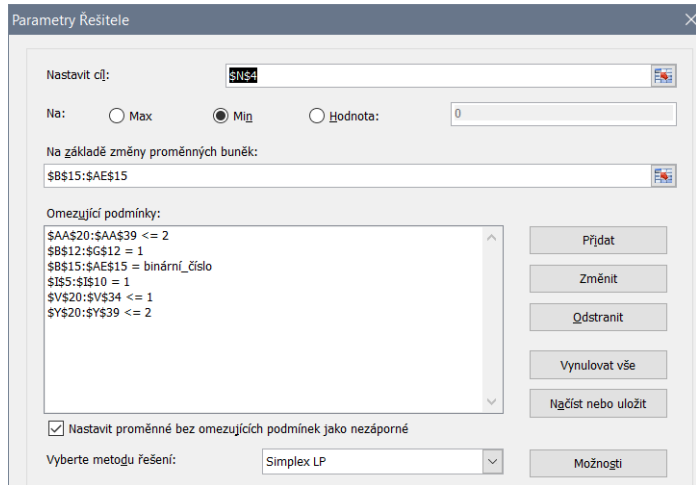 Parametry Řešitele
Nastavit cíl: $N$4
Na: Max Min Hodnota: 0
Na základě změny proměnných buněk:
$B$15:$AE$15
Omezující podmínky:
$AA$20:$AA$39 <= 2
$B$12:$G$12 = 1
$B$15:$AE$15 = binární_číslo
$I$5:$I$10 = 1
$V$20:$V$34 <= 1
$Y$20:$Y$39 <= 2
Přidat
Změnit
Odstranit
Vynulovat vše
Načíst nebo uložit
Nastavit proměnné bez omezujících podmínek jako nezáporné
Vyberte metodu řešení: Simplex LP Možnosti